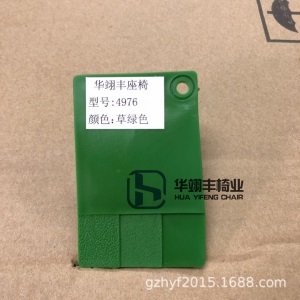 华翊丰座椅
型号:4976
颜色:草绿色
华翊丰椅业
HUA YIFENG CHAIR
gzhyf2015.1688.com